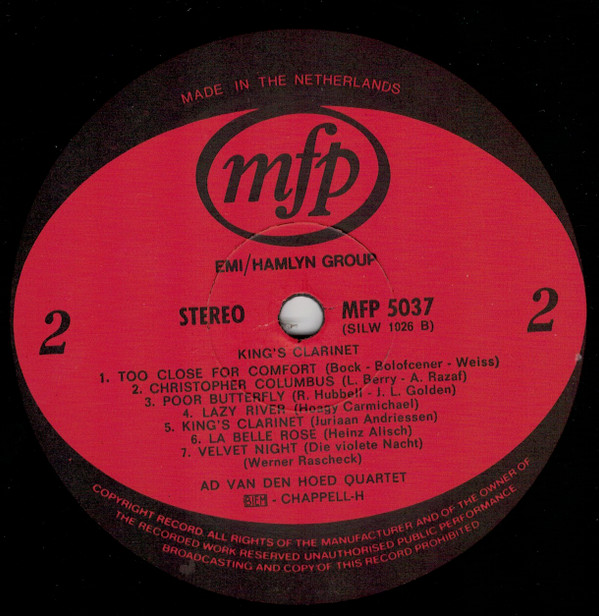 MADE IN THE NETHERLANDS
mfp
EMI/HAMLYN GROUP
STEREO
MFP 5037
(SILW 1026 B)
2
2
KING'S CLARINET
1. TOO CLOSE FOR COMFORT (Bock - Bolofcener - Weiss)
2. CHRISTOPHER COLUMBUS (L. Berry - A. Razaf)
3. POOR BUTTERFLY (R. Hubbell - J. L. Golden)
4. LAZY RIVER (Hoagy Carmichael)
5. KING'S CLARINET (Juriaan Andriessen)
6. LA BELLE ROSE (Heinz Alisch)
7. VELVET NIGHT (Die violete Nacht)
(Werner Rascheck)
AD VAN DEN HOED QUARTET
BIEM - CHAPPELL-H
COPYRIGHT RECORD. ALL RIGHTS OF THE MANUFACTURER AND OF THE OWNER OF
THE RECORDED WORK RESERVED UNAUTHORISED PUBLIC PERFORMANCE
BROADCASTING AND COPY OF THIS RECORD PROHIBITED